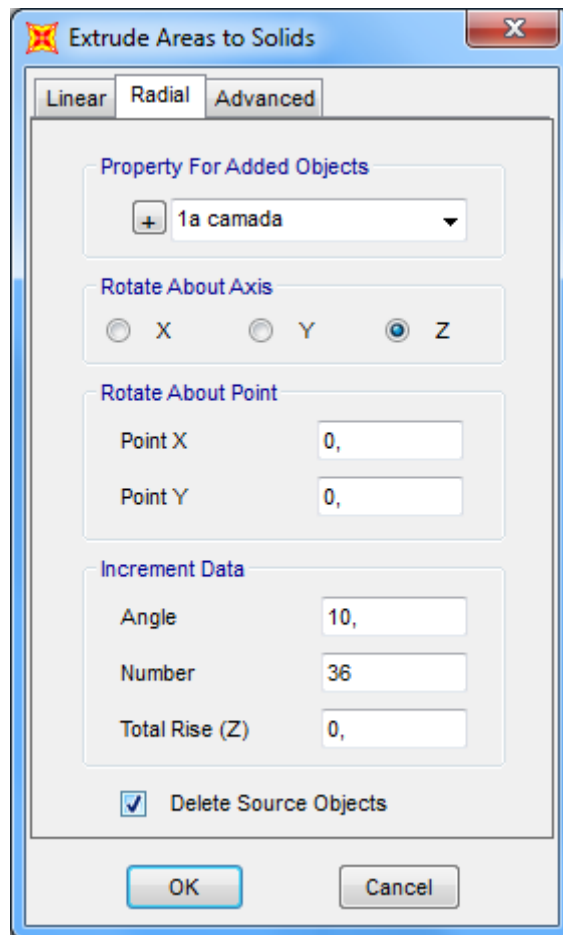 Extrude Areas to Solids
Linear Radial Advanced
Property For Added Objects
+ 1a camada
Rotate About Axis
X Y Z
Rotate About Point
Point X 0,
Point Y 0,
Increment Data
Angle 10,
Number 36
Total Rise (Z) 0,
Delete Source Objects
OK Cancel